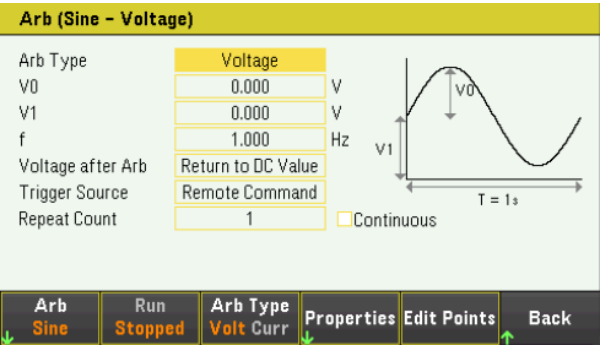 Arb (Sine - Voltage)
Arb Type Voltage
V0 0.000 V
V1 0.000 V
f 1.000 Hz
Voltage after Arb Return to DC Value
Trigger Source Remote Command
Repeat Count 1 Continuous
V0
V1
T = 1s
Arb Run Arb Type Properties Edit Points Back
Sine Stopped Volt Curr